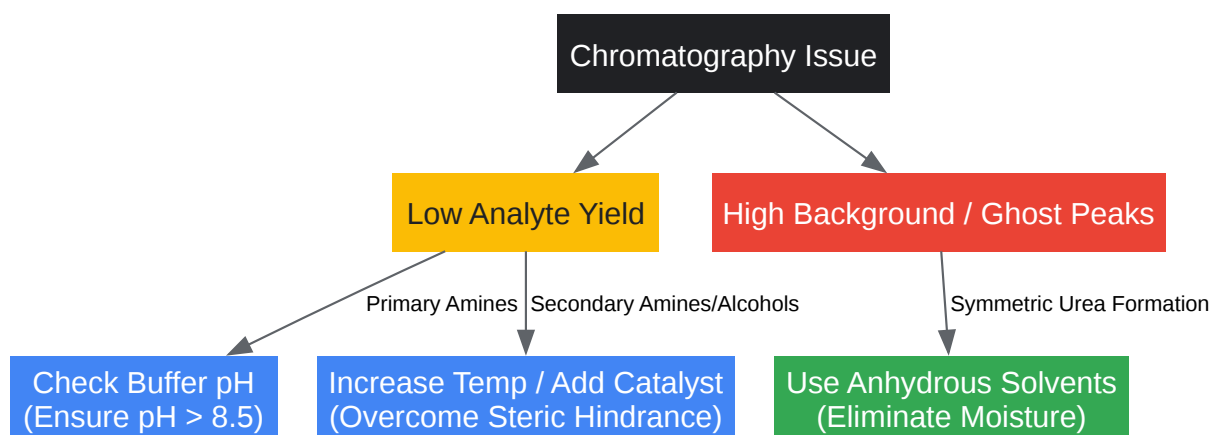 Chromatography Issue
Low Analyte Yield
High Background / Ghost Peaks
Primary Amines
Secondary Amines/Alcohols
Symmetric Urea Formation
Check Buffer pH
(Ensure pH > 8.5)
Increase Temp / Add Catalyst
(Overcome Steric Hindrance)
Use Anhydrous Solvents
(Eliminate Moisture)